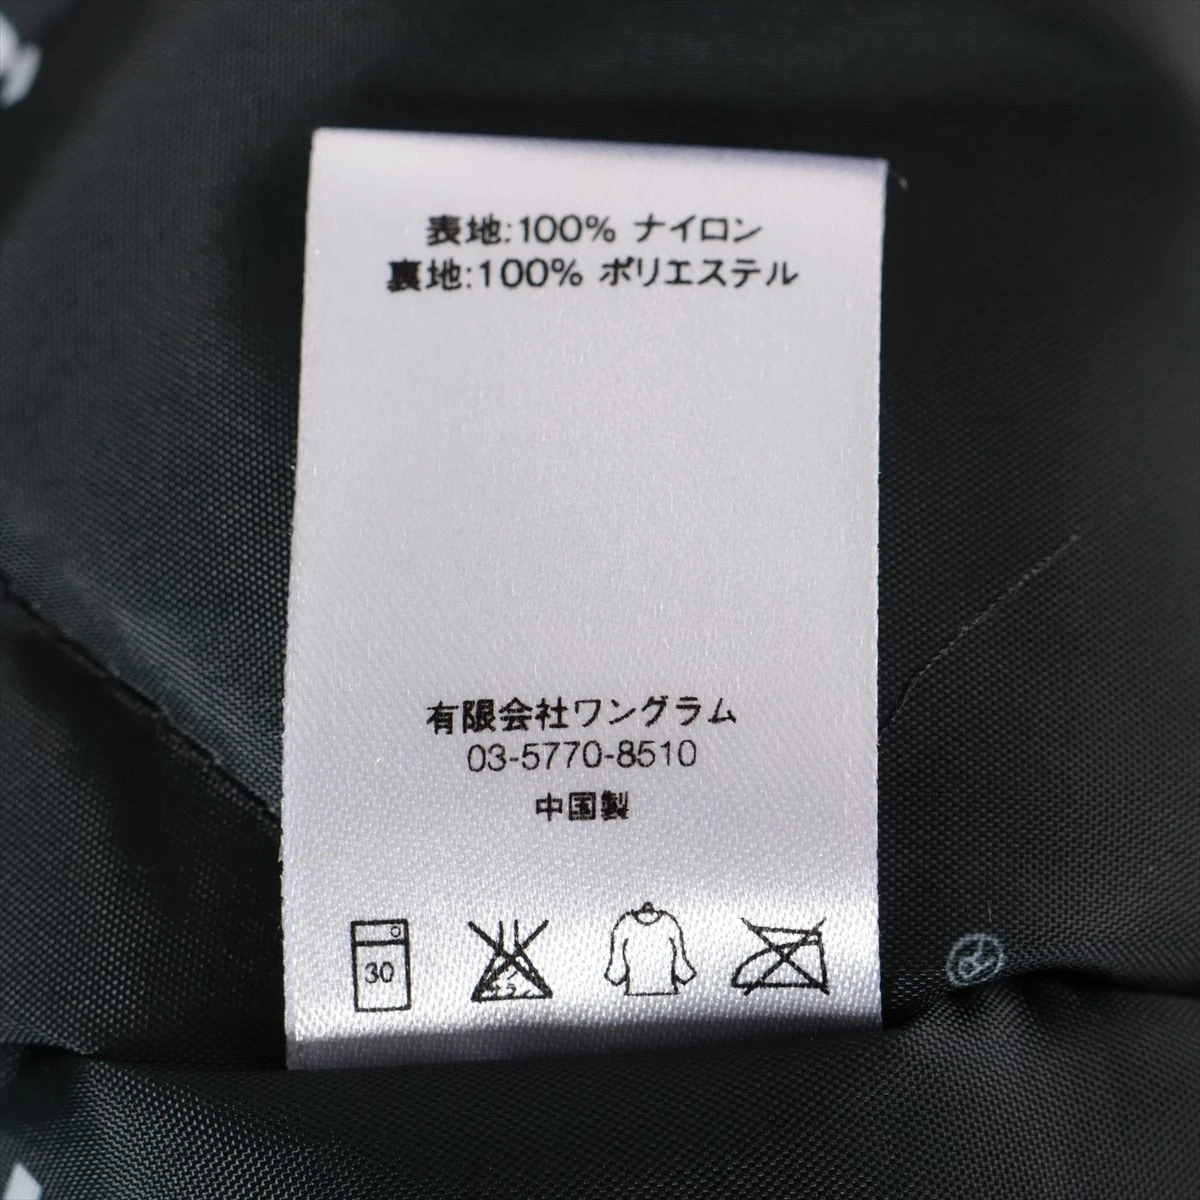 表地:100% ナイロン
裏地:100% ポリエステル
有限会社ワングラム
03-5770-8510
中国製
30